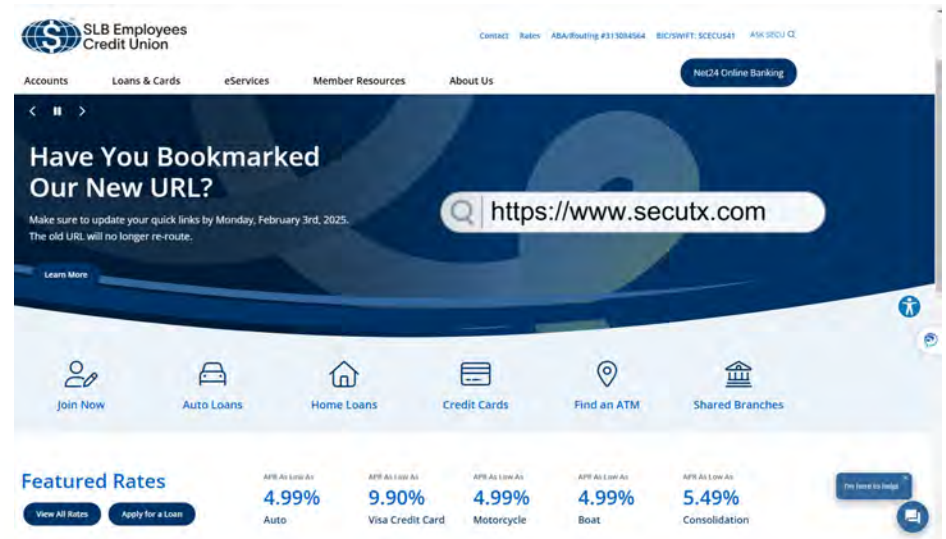 SLB Employees
Credit Union
Contact Rates ABA/Routing #313084564 BIC/SWIFT: SCECUS41 ASK SECU
Net24 Online Banking
Accounts Loans & Cards eServices Member Resources About Us
Have You Bookmarked
Our New URL?
Make sure to update your quick links by Monday, February 3rd, 2025.
The old URL will no longer re-route.
https://www.secutx.com
Learn More
Join Now Auto Loans Home Loans Credit Cards Find an ATM Shared Branches
Featured Rates
View All Rates Apply for a Loan
APR As Low As APR As Low As APR As Low As APR As Low As APR As Low As
4.99% 9.90% 4.99% 4.99% 5.49%
Auto Visa Credit Card Motorcycle Boat Consolidation
I'm here to help!